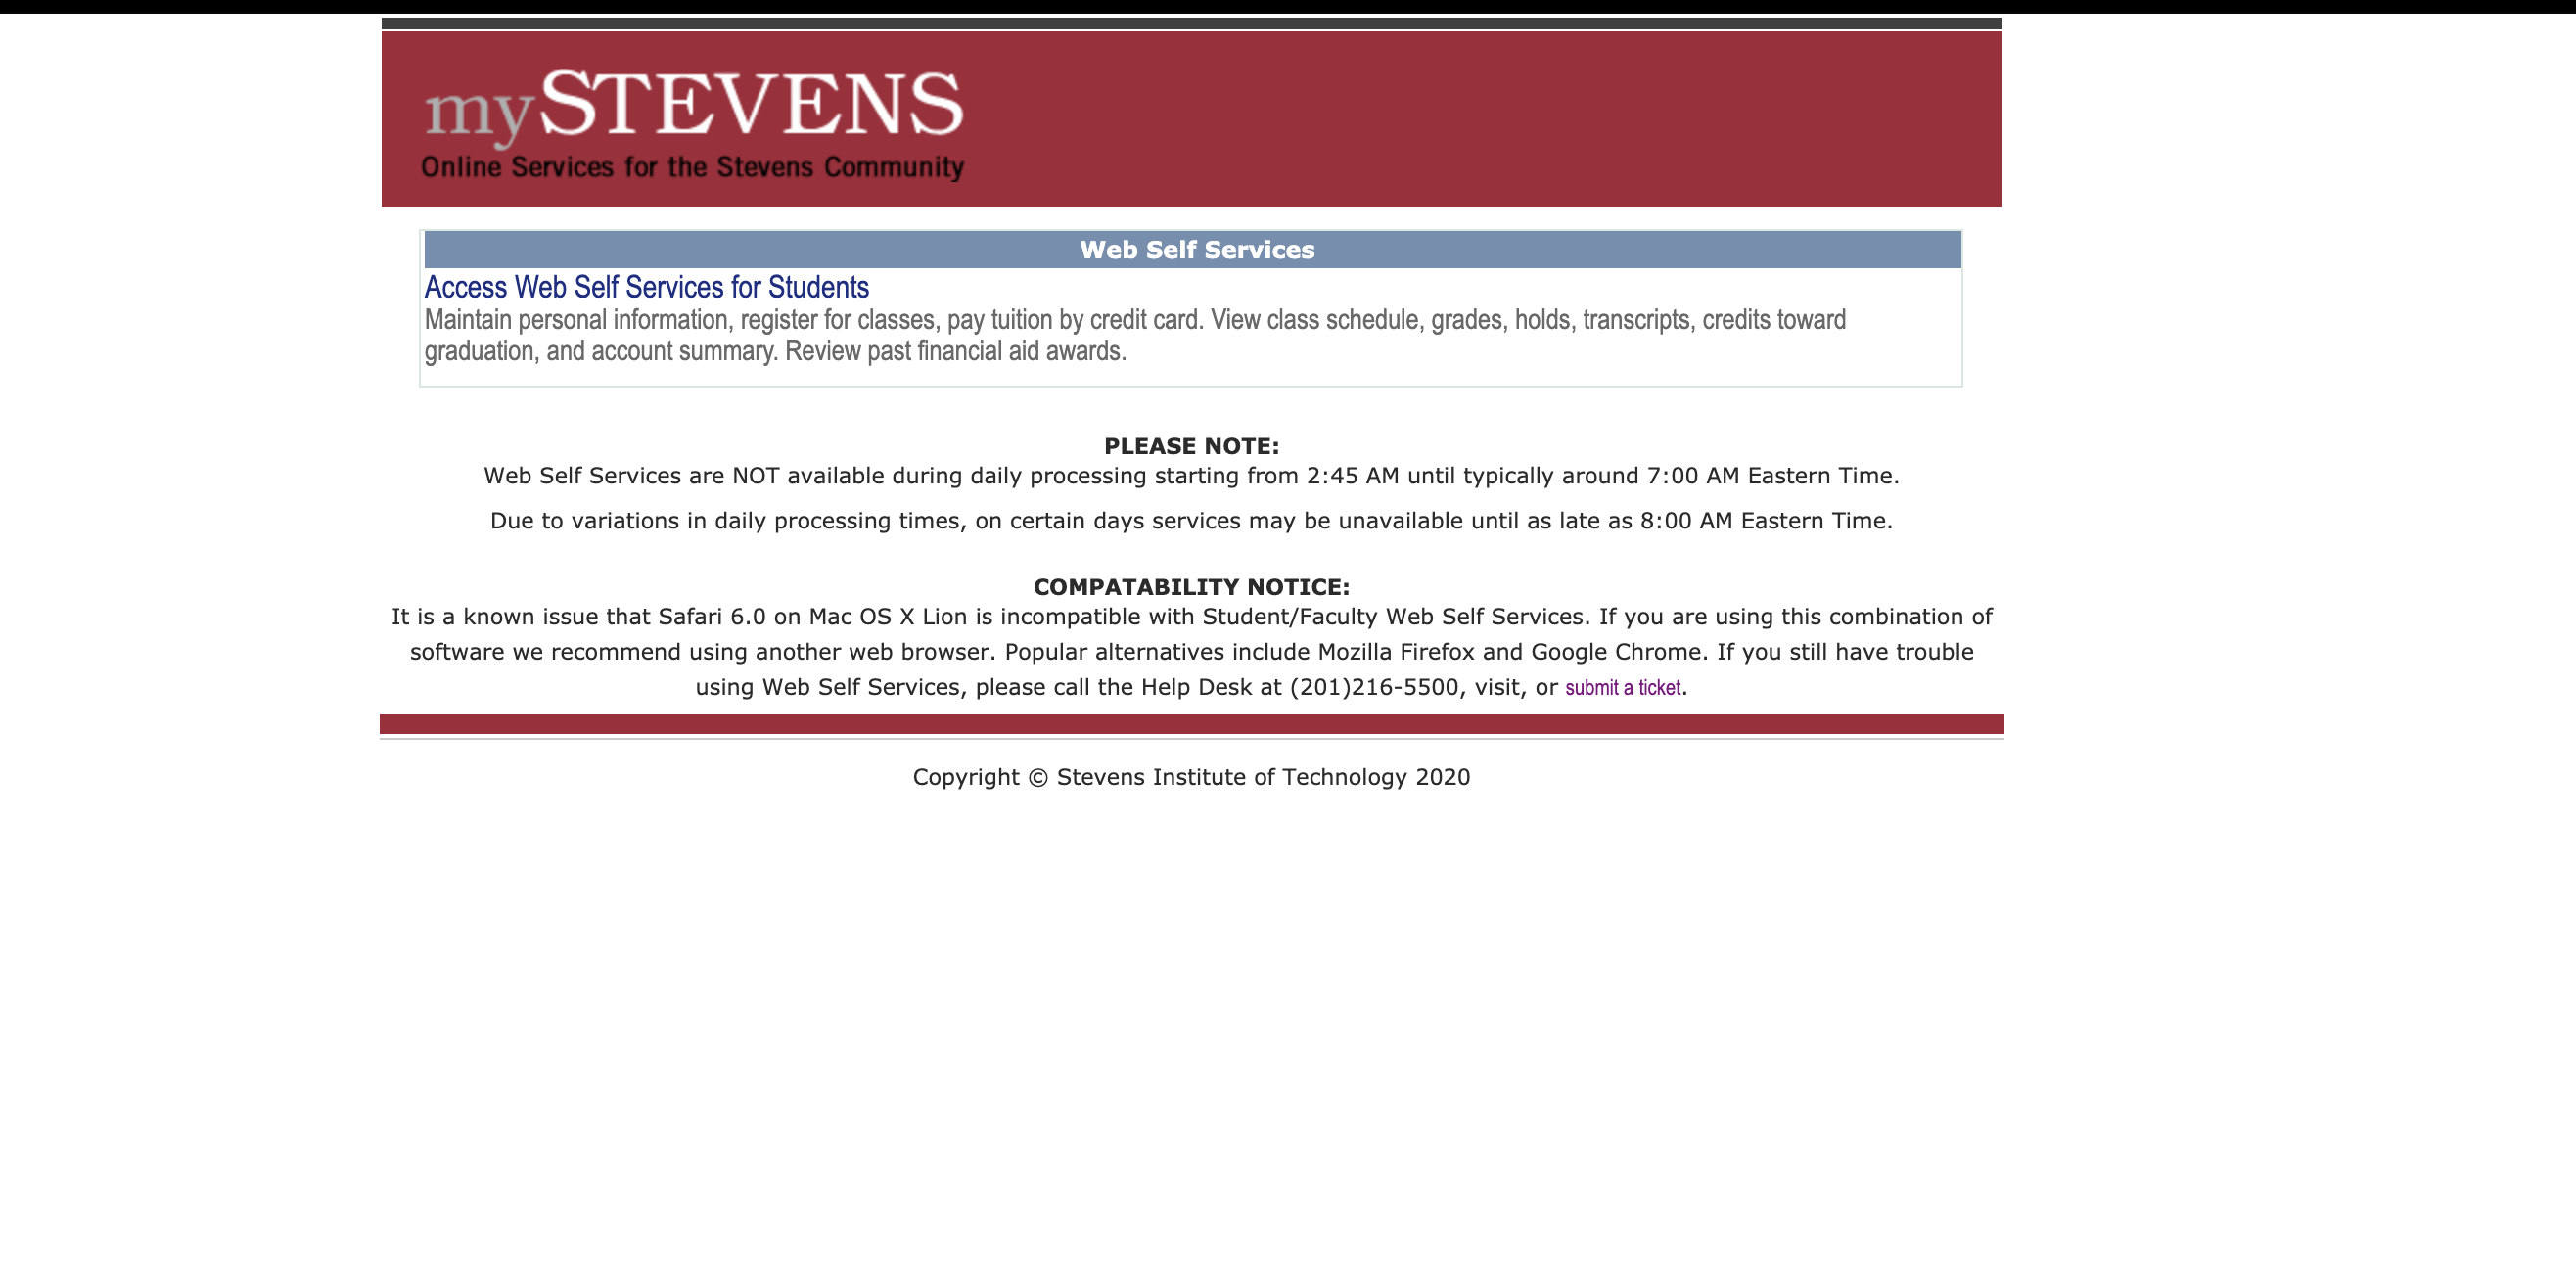 mySTEVENS
Online Services for the Stevens Community
Web Self Services
Access Web Self Services for Students
Maintain personal information, register for classes, pay tuition by credit card. View class schedule, grades, holds, transcripts, credits toward
graduation, and account summary. Review past financial aid awards.
PLEASE NOTE:
Web Self Services are NOT available during daily processing starting from 2:45 AM until typically around 7:00 AM Eastern Time.
Due to variations in daily processing times, on certain days services may be unavailable until as late as 8:00 AM Eastern Time.
COMPATABILITY NOTICE:
It is a known issue that Safari 6.0 on Mac OS X Lion is incompatible with Student/Faculty Web Self Services. If you are using this combination of
software we recommend using another web browser. Popular alternatives include Mozilla Firefox and Google Chrome. If you still have trouble
using Web Self Services, please call the Help Desk at (201)216-5500, visit, or submit a ticket.
Copyright © Stevens Institute of Technology 2020